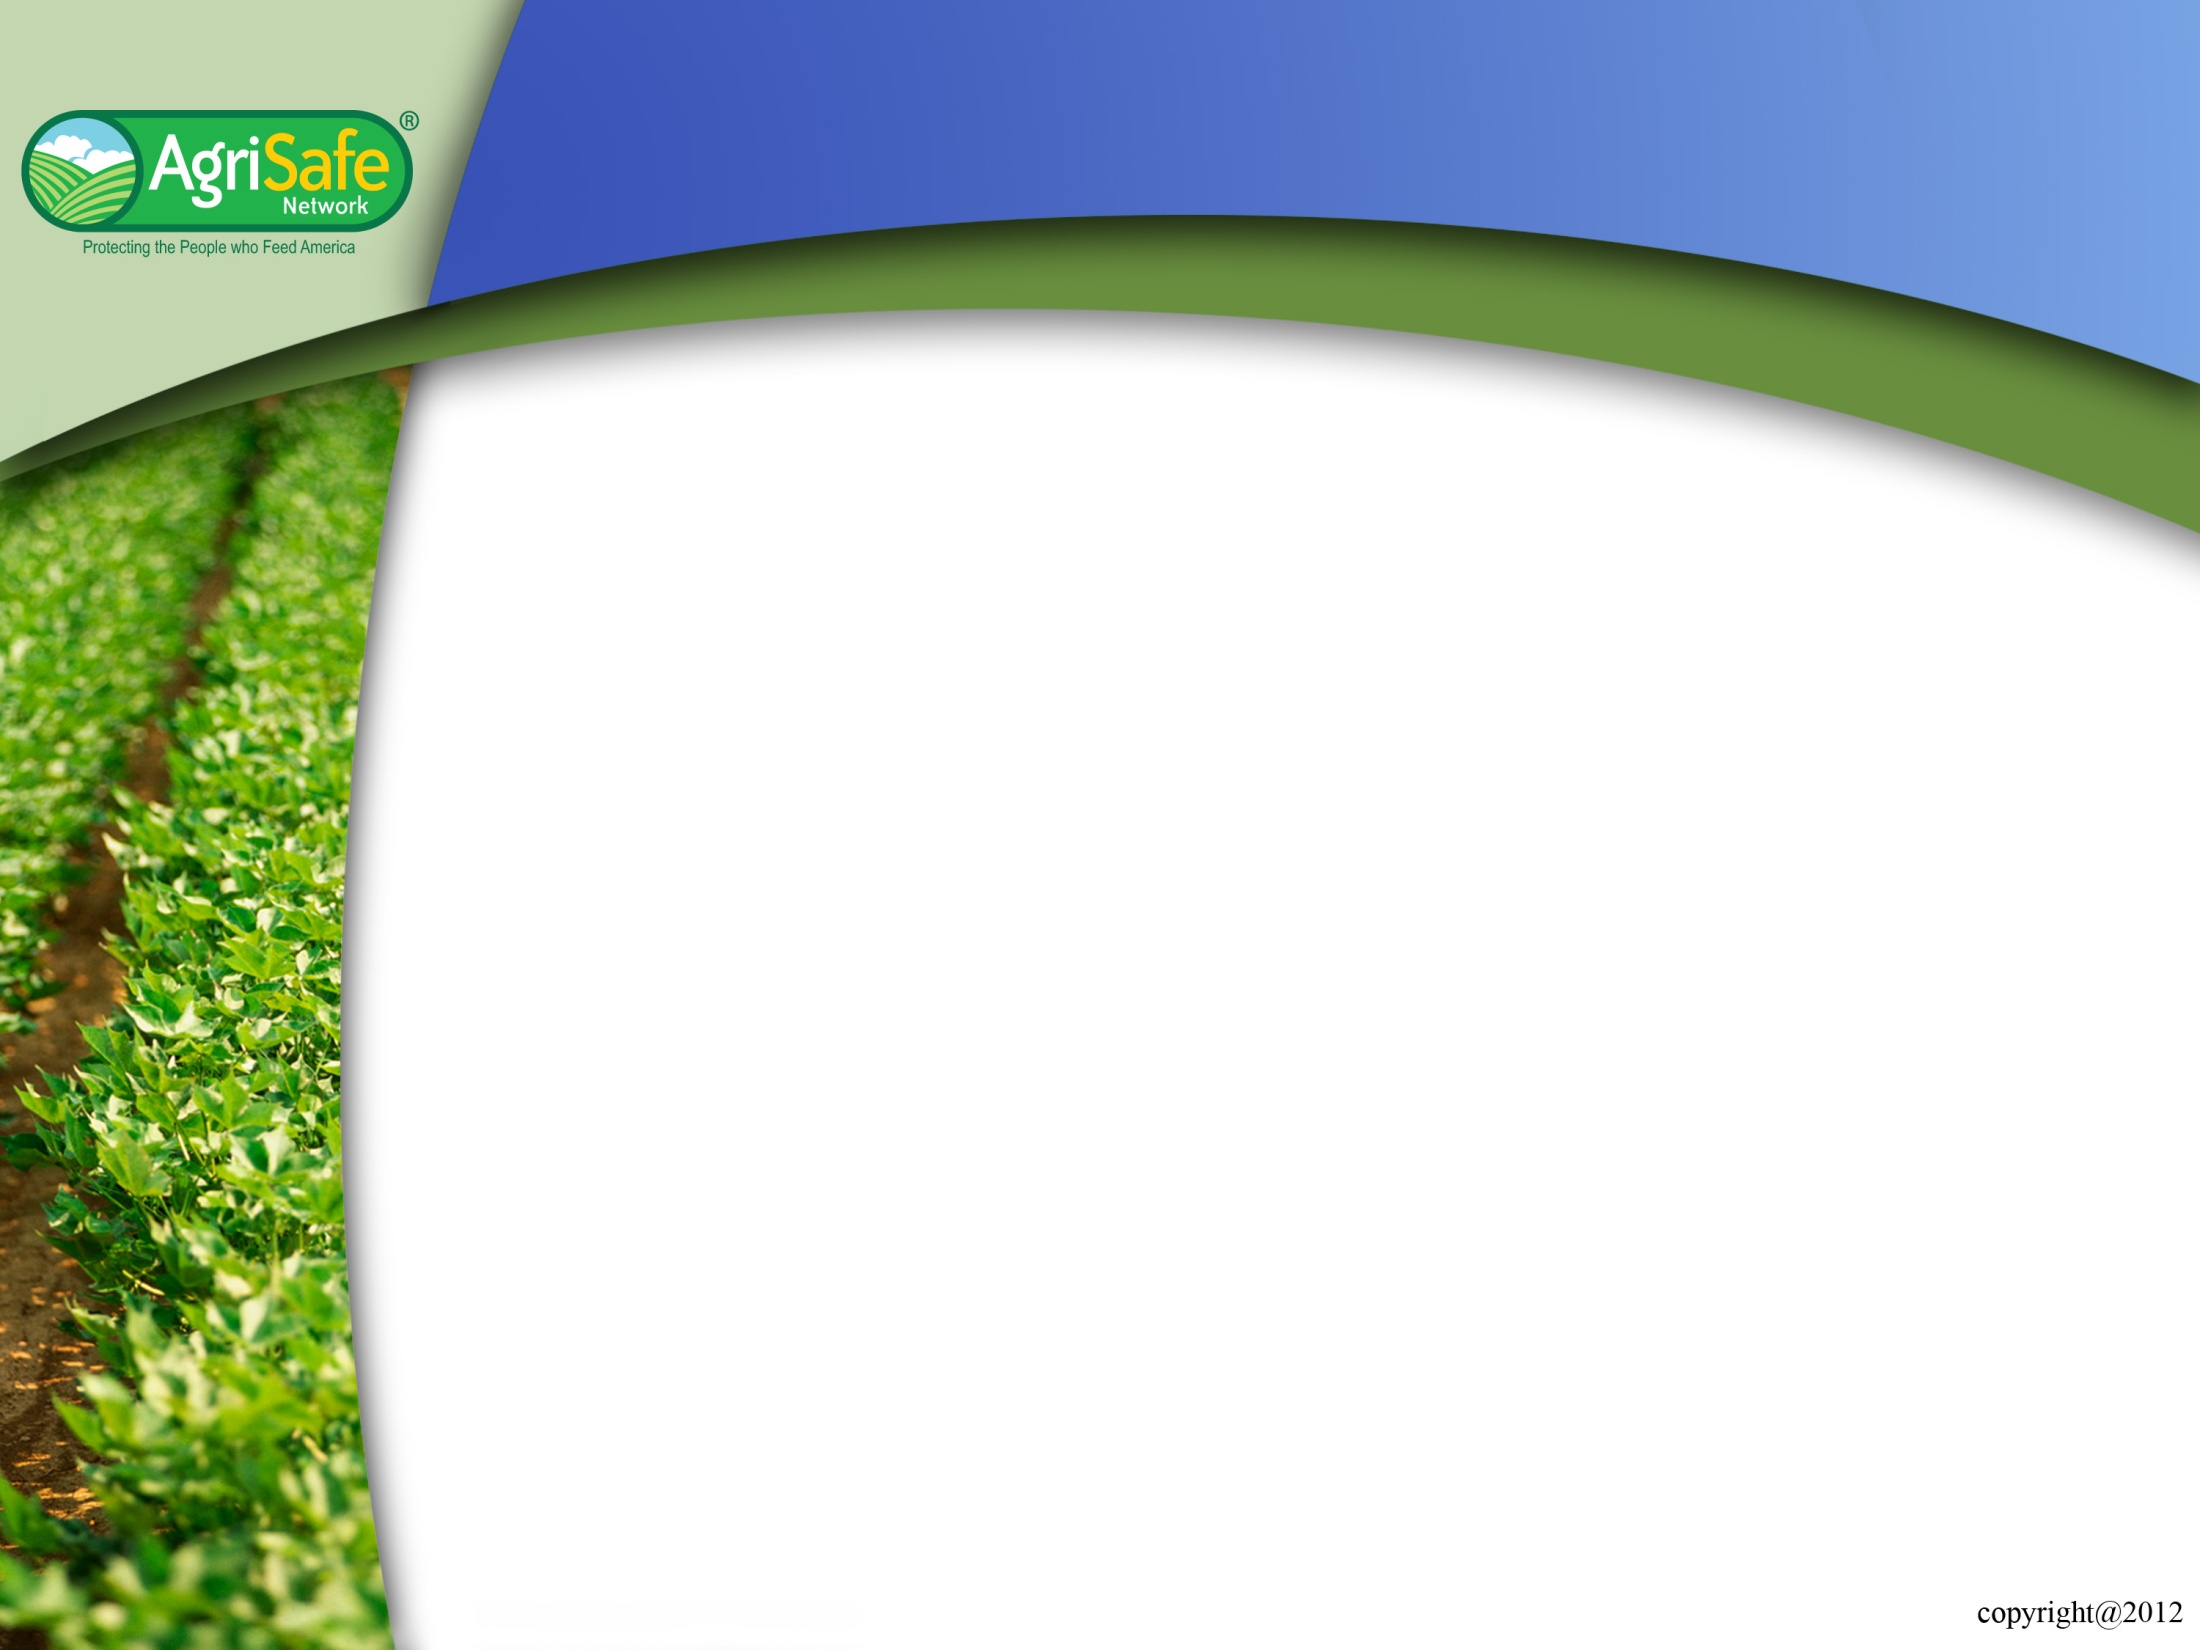 AgriSafe
Network
®
Protecting the People who Feed America
copyright@2012